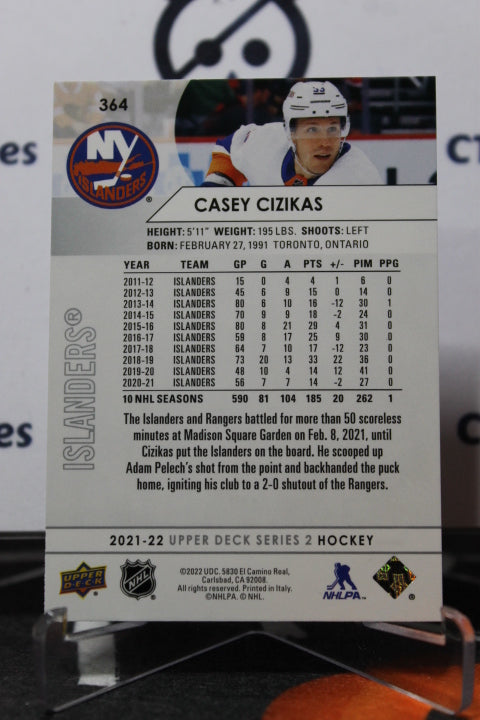 364
53
NY
ISLANDERS
CASEY CIZIKAS
HEIGHT: 5'11" WEIGHT: 195 LBS. SHOOTS: LEFT
BORN: FEBRUARY 27, 1991 TORONTO, ONTARIO
YEAR TEAM GP G A PTS +/- PIM PPG
2011-12 ISLANDERS 15 0 4 4 1 6 0
2012-13 ISLANDERS 45 6 9 15 0 14 0
2013-14 ISLANDERS 80 6 10 16 -12 30 1
2014-15 ISLANDERS 70 9 9 18 -2 24 0
2015-16 ISLANDERS 80 8 21 29 4 31 0
2016-17 ISLANDERS 59 8 17 25 9 30 0
2017-18 ISLANDERS 64 7 10 17 -12 23 0
2018-19 ISLANDERS 73 20 13 33 22 36 0
2019-20 ISLANDERS 48 10 4 14 12 41 0
2020-21 ISLANDERS 56 7 7 14 -2 27 0
10 NHL SEASONS 590 81 104 185 20 262 1
ISLANDERS®
The Islanders and Rangers battled for more than 50 scoreless
minutes at Madison Square Garden on Feb. 8, 2021, until
Cizikas put the Islanders on the board. He scooped up
Adam Pelech's shot from the point and backhanded the puck
home, igniting his club to a 2-0 shutout of the Rangers.
2021-22 UPPER DECK SERIES 2 HOCKEY
UPPER DECK
NHL
©2022 UDC. 5830 El Camino Real,
Carlsbad, CA 92008.
All rights reserved. Printed in Italy.
©NHLPA. © NHL.
NHLPA